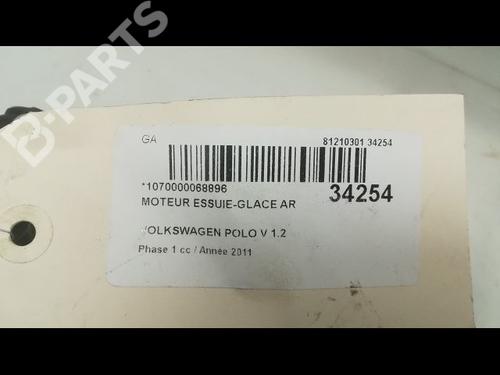 B-PARTS
GA
81210301 34254
*1070000068896
34254
MOTEUR ESSUIE-GLACE AR
VOLKSWAGEN POLO V 1.2
Phase 1 cc / Année 2011